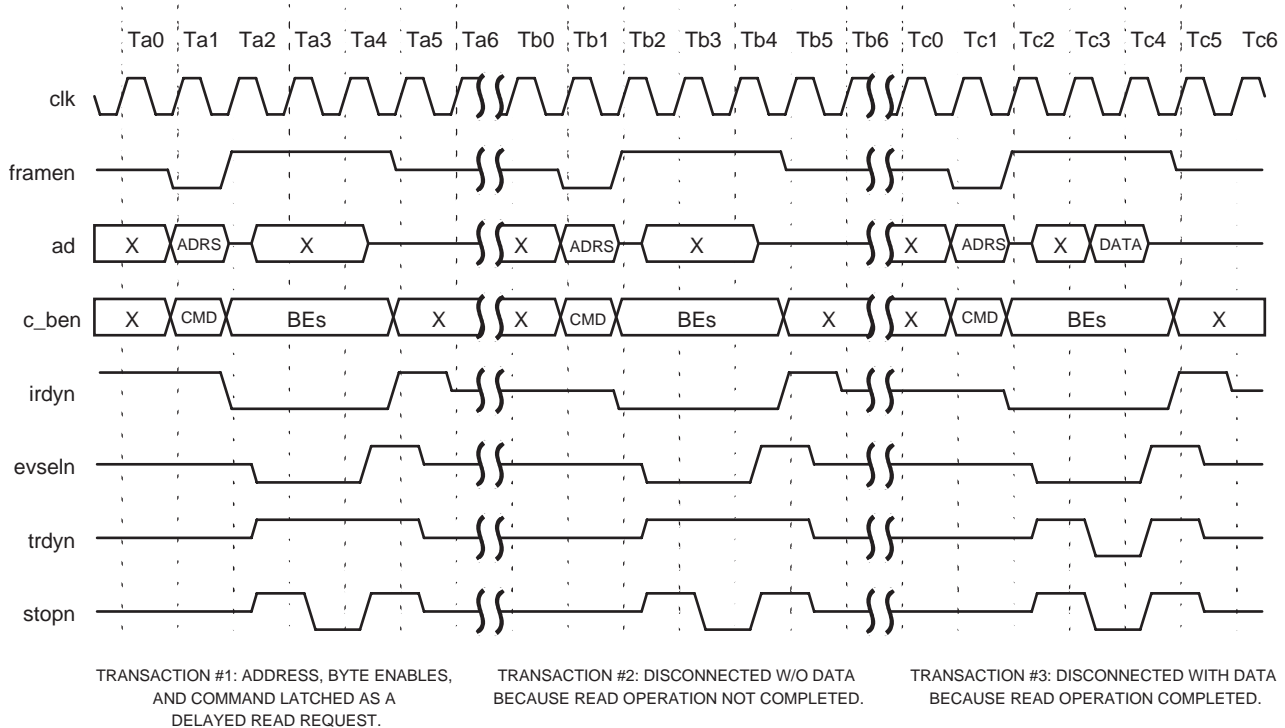 Ta0 Ta1 Ta2 Ta3 Ta4 Ta5 Ta6 Tb0 Tb1 Tb2 Tb3 Tb4 Tb5 Tb6 Tc0 Tc1 Tc2 Tc3 Tc4 Tc5 Tc6
clk
framen
ad X ADRS X X ADRS X X ADRS X DATA
c_ben X CMD BEs X X CMD BEs X X CMD BEs X
irdyn
evseln
trdyn
stopn
TRANSACTION #1: ADDRESS, BYTE ENABLES,
AND COMMAND LATCHED AS A
DELAYED READ REQUEST.
TRANSACTION #2: DISCONNECTED W/O DATA
BECAUSE READ OPERATION NOT COMPLETED.
TRANSACTION #3: DISCONNECTED WITH DATA
BECAUSE READ OPERATION COMPLETED.